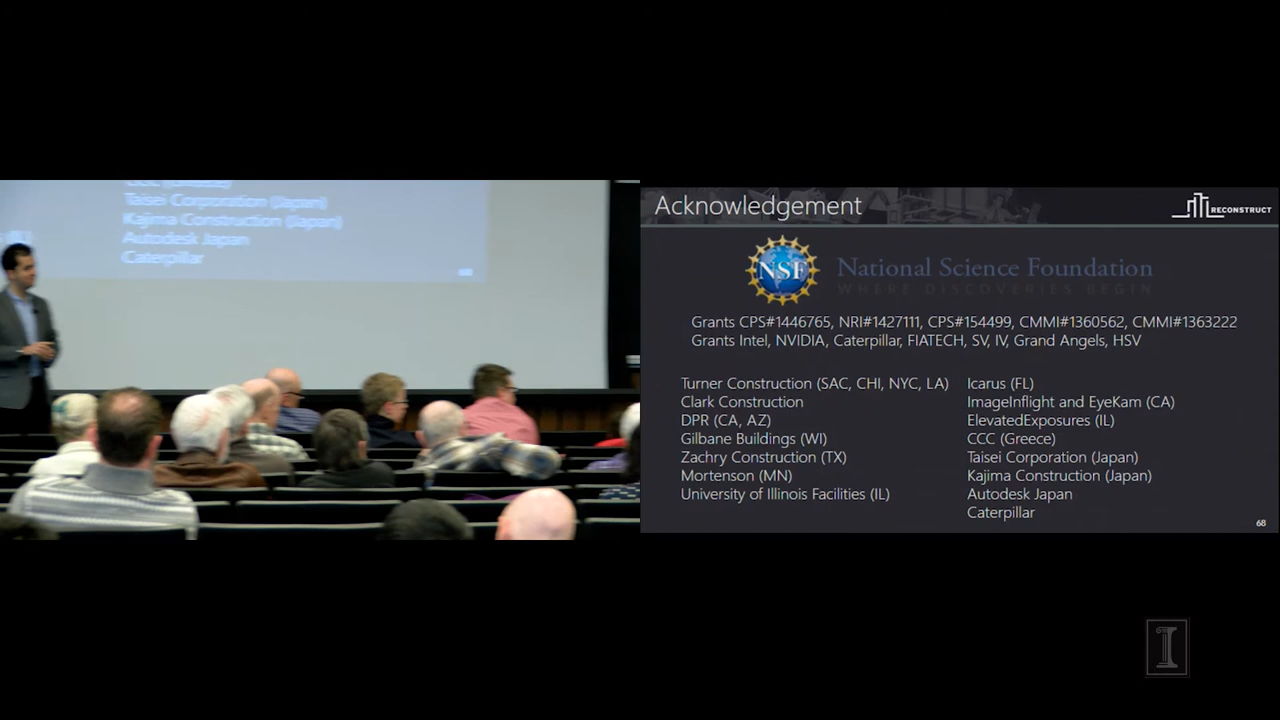 Taisei Corporation (Japan)
Kajima Construction (Japan)
Autodesk Japan
Caterpillar
Acknowledgement
RECONSTRUCT
NSF
National Science Foundation
WHERE DISCOVERIES BEGIN
Grants CPS#1446765, NRI#1427111, CPS#154499, CMMI#1360562, CMMI#1363222
Grants Intel, NVIDIA, Caterpillar, FIATECH, SV, IV, Grand Angels, HSV
Turner Construction (SAC, CHI, NYC, LA)
Clark Construction
DPR (CA, AZ)
Gilbane Buildings (WI)
Zachry Construction (TX)
Mortenson (MN)
University of Illinois Facilities (IL)
Icarus (FL)
ImageInflight and EyeKam (CA)
ElevatedExposures (IL)
CCC (Greece)
Taisei Corporation (Japan)
Kajima Construction (Japan)
Autodesk Japan
Caterpillar
68
I